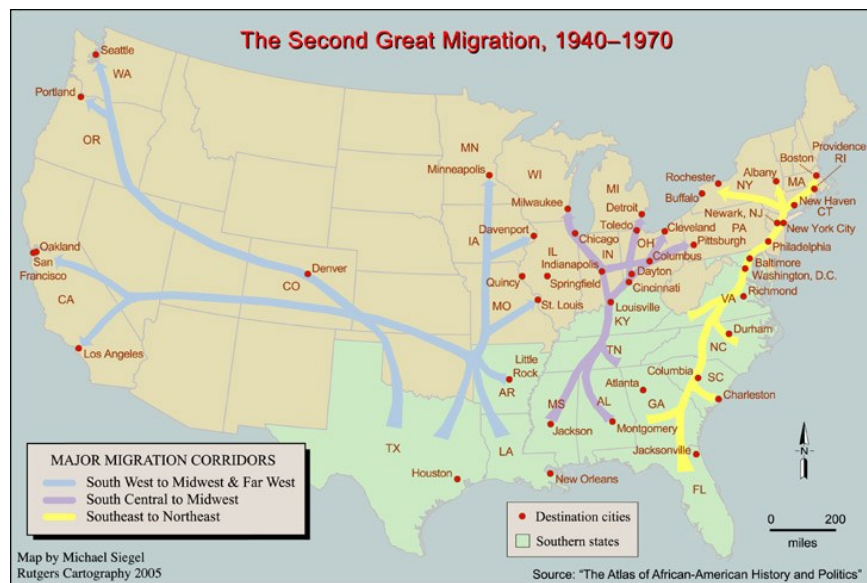 The Second Great Migration, 1940–1970
Seattle
WA
Portland
OR
MN
Minneapolis
WI
Milwaukee
MI
Detroit
Toledo
Rochester
Buffalo
Albany
NY
Boston
MA
Providence
RI
New Haven
CT
Newark, NJ
New York City
PA
Cleveland
Pittsburgh
OH
Philadelphia
Columbus
Baltimore
Washington, D.C.
Richmond
Davenport
Chicago
IA
IL
IN
Indianapolis
Dayton
Springfield
Cincinnati
Quincy
Oakland
San
Francisco
CA
Denver
CO
MO
St. Louis
Louisville
KY
VA
Durham
NC
TN
Los Angeles
Little
Rock
AR
Columbia
SC
Atlanta
Charleston
MS
AL
GA
Jackson
Montgomery
TX
LA
Jacksonville
Houston
New Orleans
FL
MAJOR MIGRATION CORRIDORS
South West to Midwest & Far West
South Central to Midwest
Southeast to Northeast
Destination cities
Southern states
N
0 200
miles
Map by Michael Siegel
Rutgers Cartography 2005
Source: "The Atlas of African-American History and Politics"